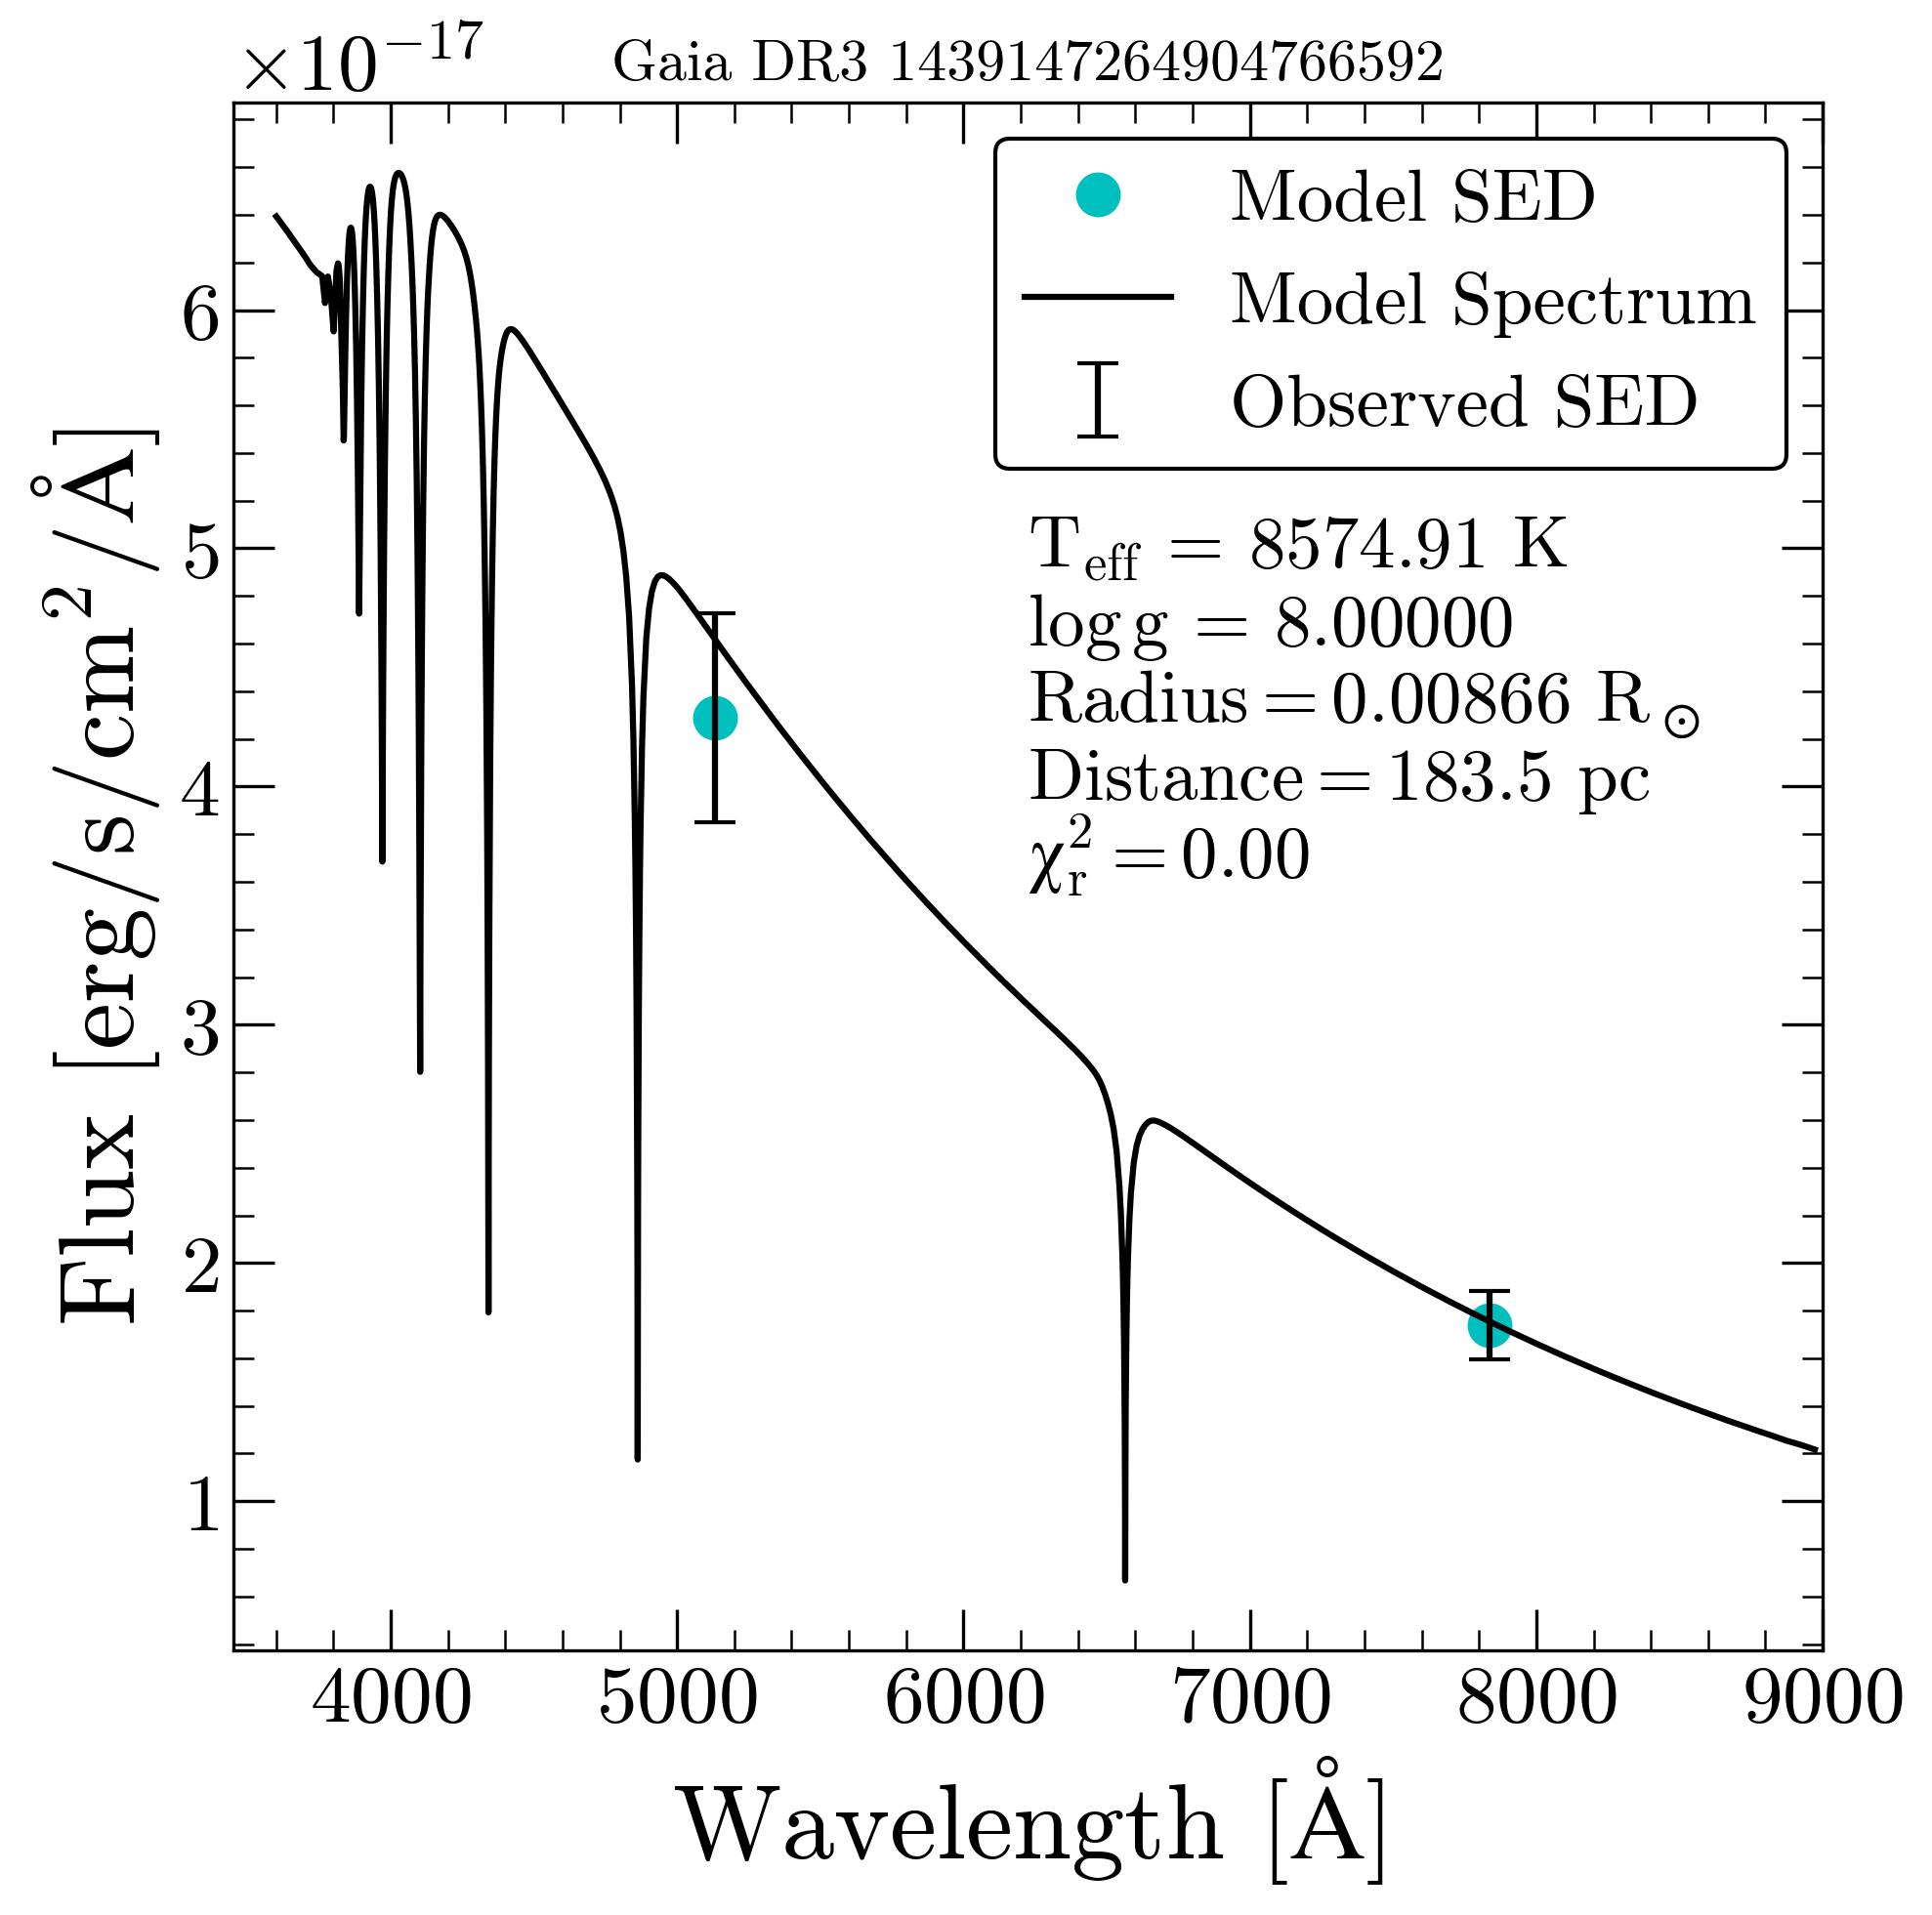 ×10⁻¹⁷ Gaia DR3 1439147264904766592
Model SED
Model Spectrum
Observed SED
T_eff = 8574.91 K
log g = 8.00000
Radius = 0.00866 R_⊙
Distance = 183.5 pc
χ²_r = 0.00
Flux [erg/s/cm²/Å]
6
5
4
3
2
1
4000 5000 6000 7000 8000 9000
Wavelength [Å]